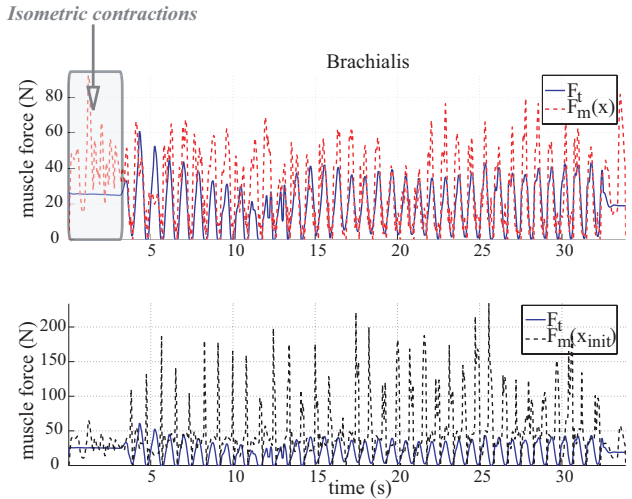 Isometric contractions
Brachialis
muscle force (N)
80
60
40
20
0
F_t
F_m(x)
5
10
15
20
25
30
muscle force (N)
200
150
100
50
0
F_t
F_m(x_init)
5
10
15
20
25
30
time (s)